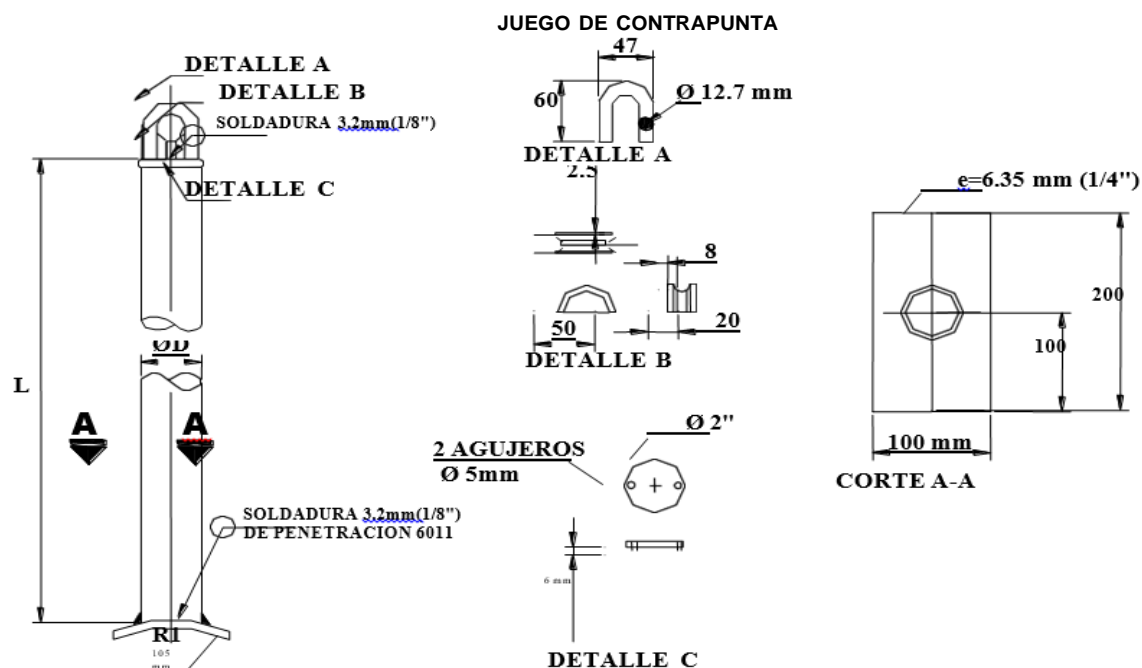 JUEGO DE CONTRAPUNTA
DETALLE A
DETALLE B
SOLDADURA 3.2mm(1/8")
DETALLE C
ØD
L
A
A
SOLDADURA 3.2mm(1/8")
DE PENETRACION 6011
R1
105
mm
47
60
Ø 12.7 mm
DETALLE A
2.5
8
50
20
DETALLE B
Ø 2"
2 AGUJEROS
Ø 5mm
6 mm
DETALLE C
e=6.35 mm (1/4")
200
100
100 mm
CORTE A-A